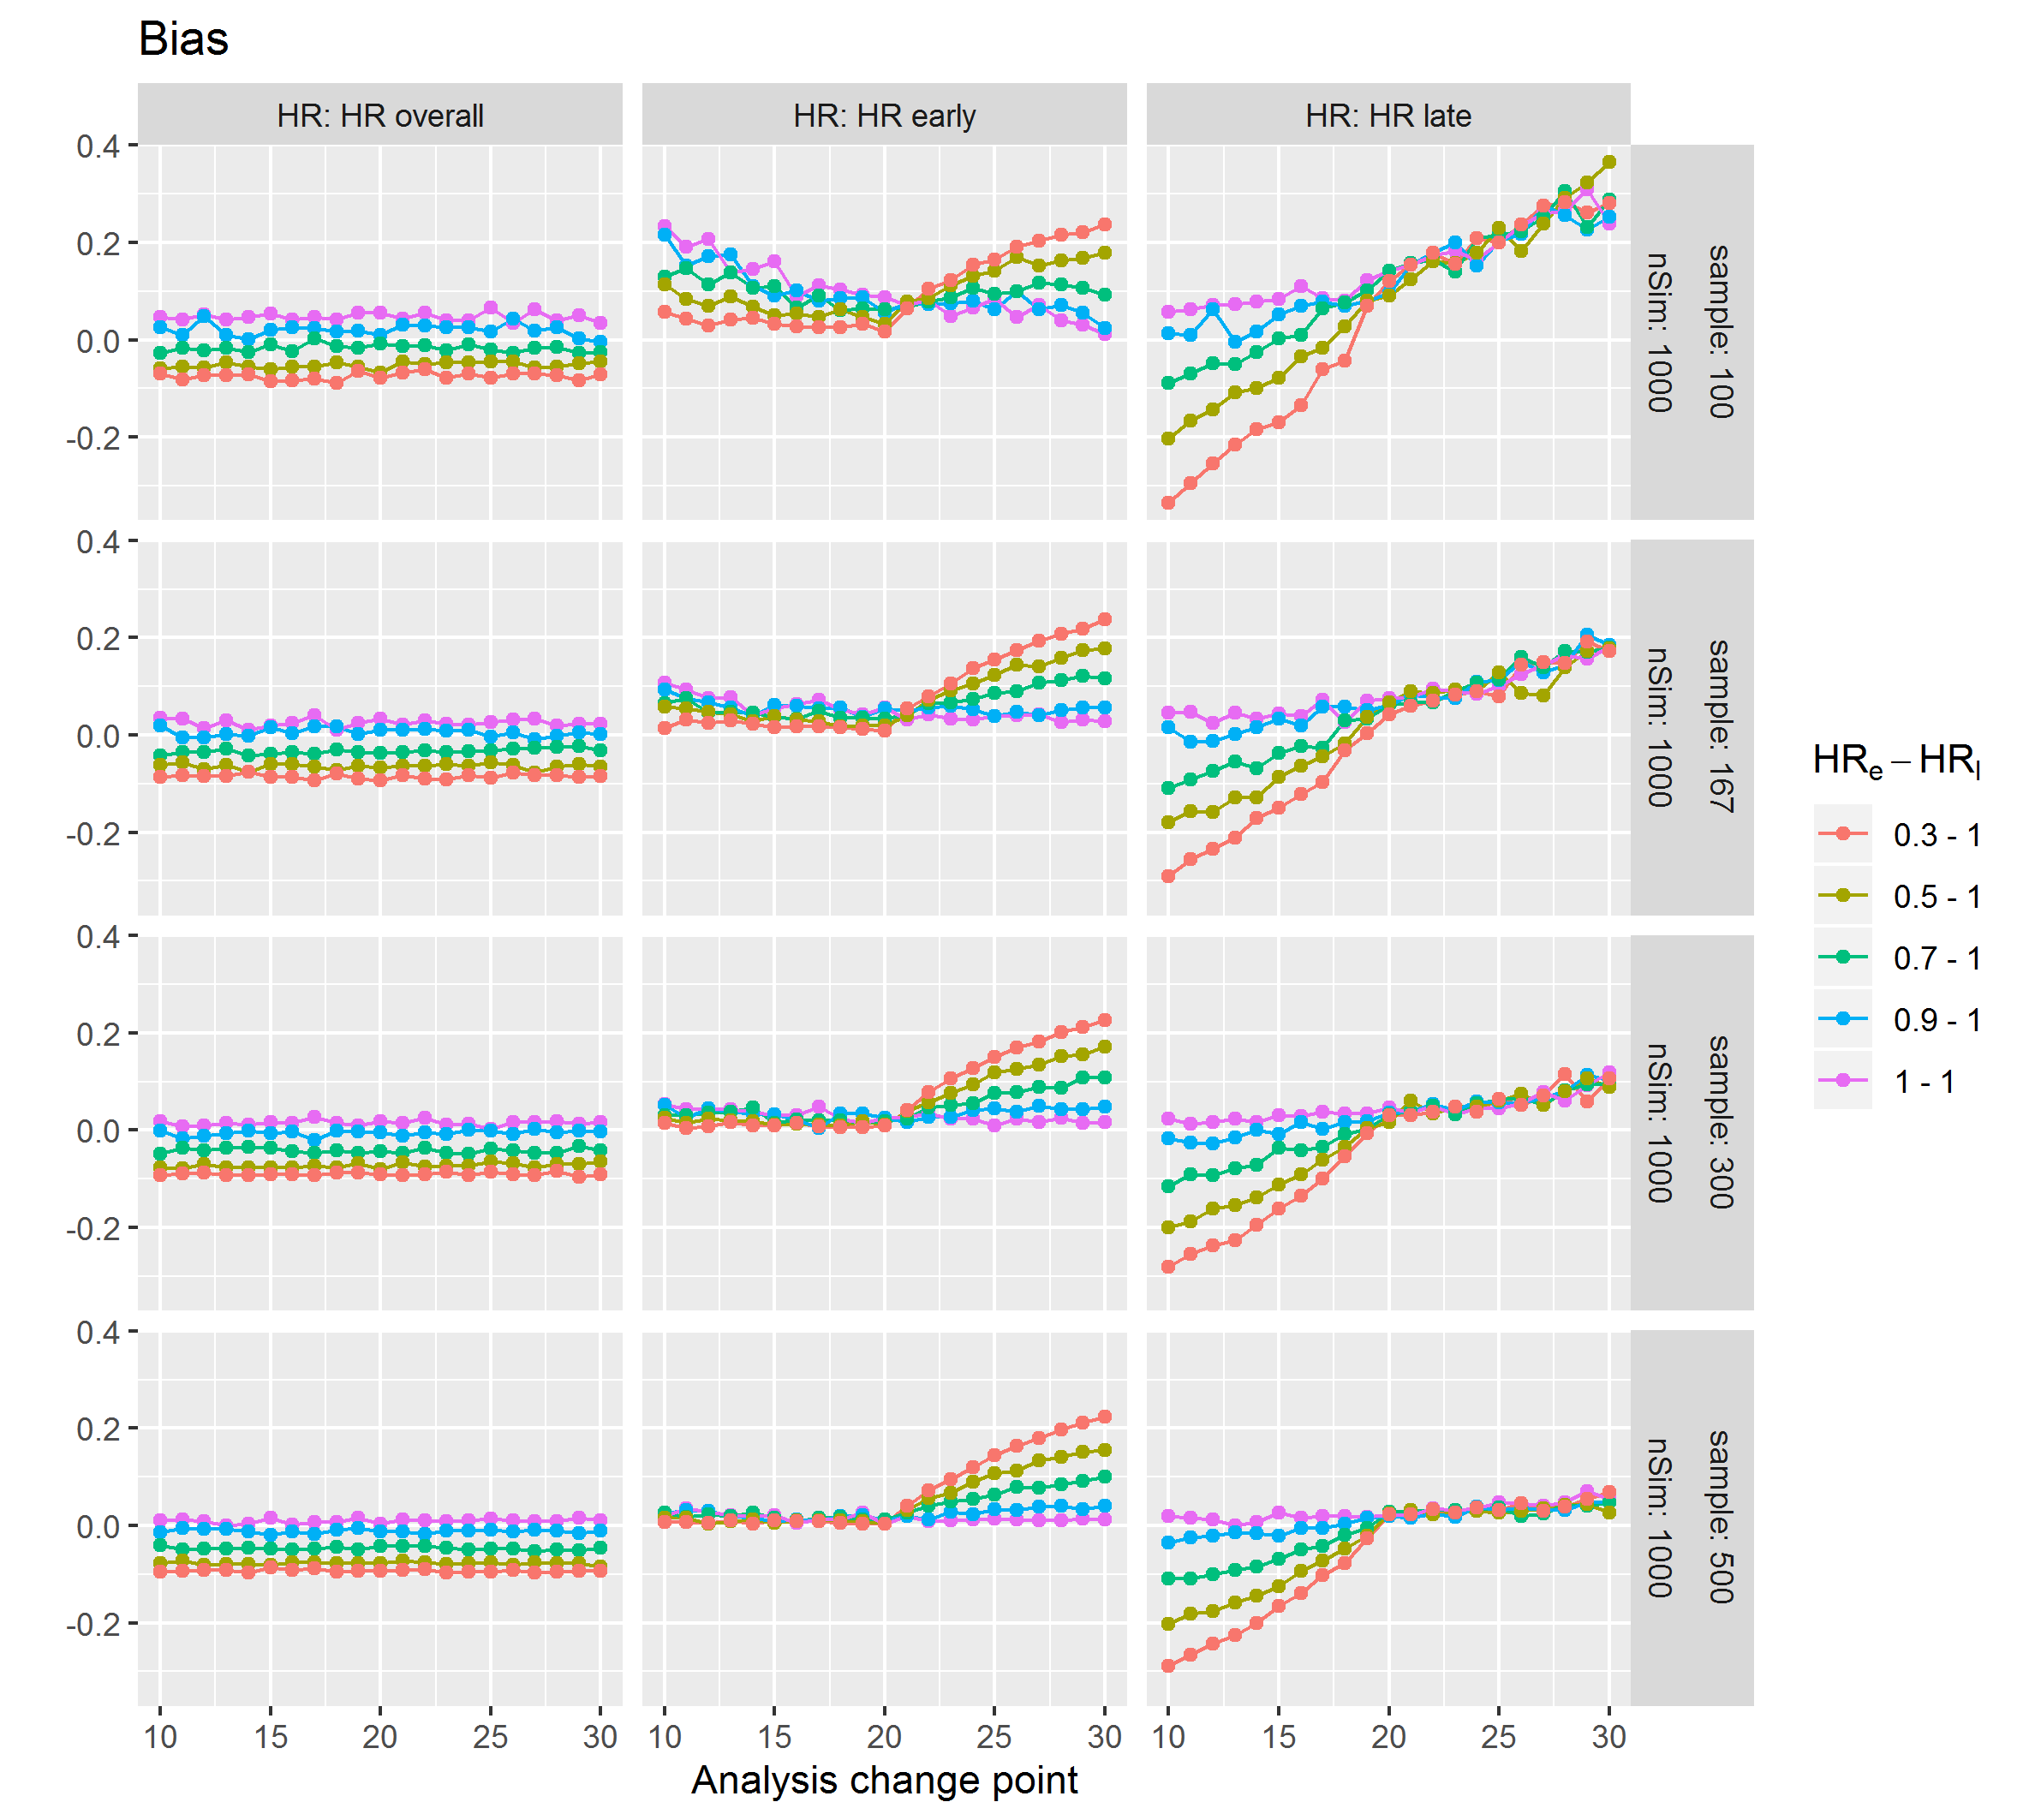 Bias
HR: HR overall
HR: HR early
HR: HR late
0.4
0.2
0.0
-0.2
sample: 100
nSim: 1000
0.4
0.2
0.0
-0.2
sample: 167
nSim: 1000
0.4
0.2
0.0
-0.2
sample: 300
nSim: 1000
0.4
0.2
0.0
-0.2
sample: 500
nSim: 1000
10 15 20 25 30
10 15 20 25 30
10 15 20 25 30
Analysis change point
HRe − HRl
0.3 - 1
0.5 - 1
0.7 - 1
0.9 - 1
1 - 1